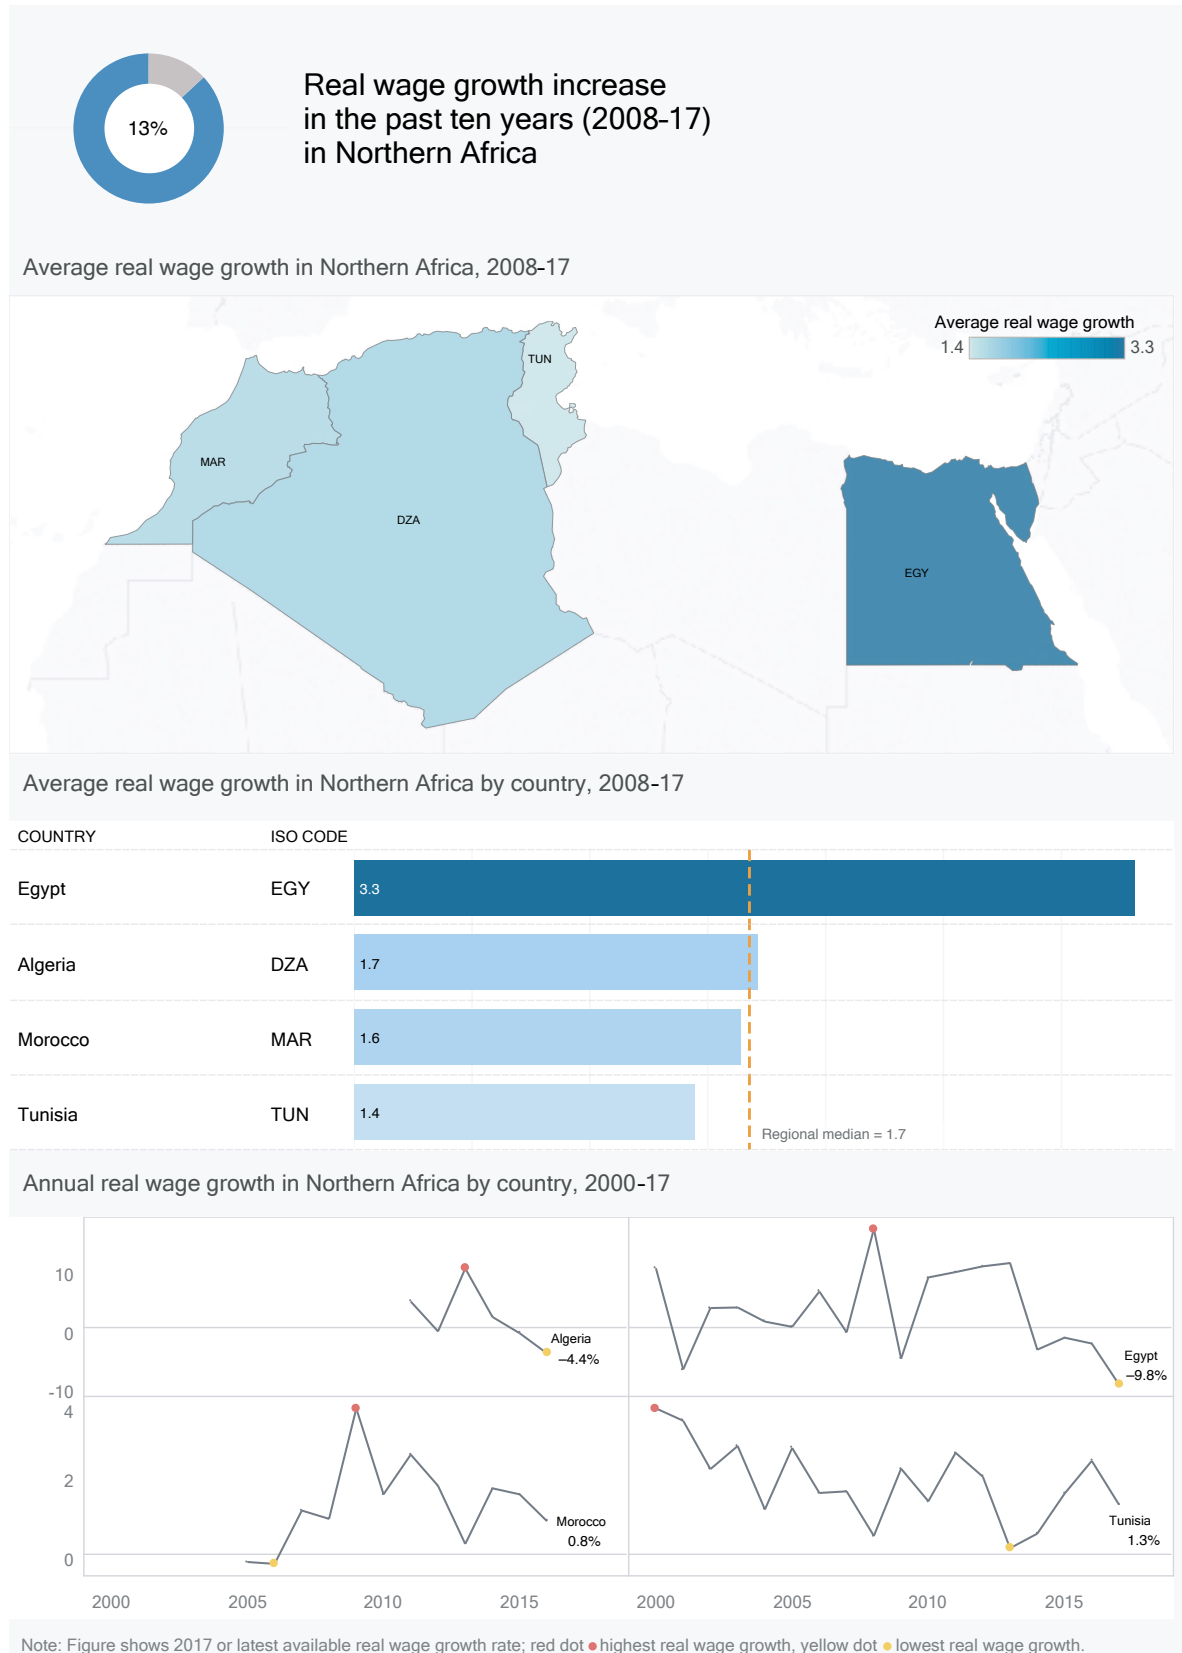 13%
Real wage growth increase
in the past ten years (2008-17)
in Northern Africa
Average real wage growth in Northern Africa, 2008-17
Average real wage growth
1.4 3.3
TUN
MAR
DZA
EGY
Average real wage growth in Northern Africa by country, 2008-17
COUNTRY ISO CODE
Egypt EGY 3.3
Algeria DZA 1.7
Morocco MAR 1.6
Tunisia TUN 1.4
Regional median = 1.7
Annual real wage growth in Northern Africa by country, 2000-17
10
0
-10
Algeria
–4.4%
Egypt
–9.8%
4
2
0
Morocco
0.8%
Tunisia
1.3%
2000 2005 2010 2015 2000 2005 2010 2015
Note: Figure shows 2017 or latest available real wage growth rate; red dot highest real wage growth, yellow dot lowest real wage growth.